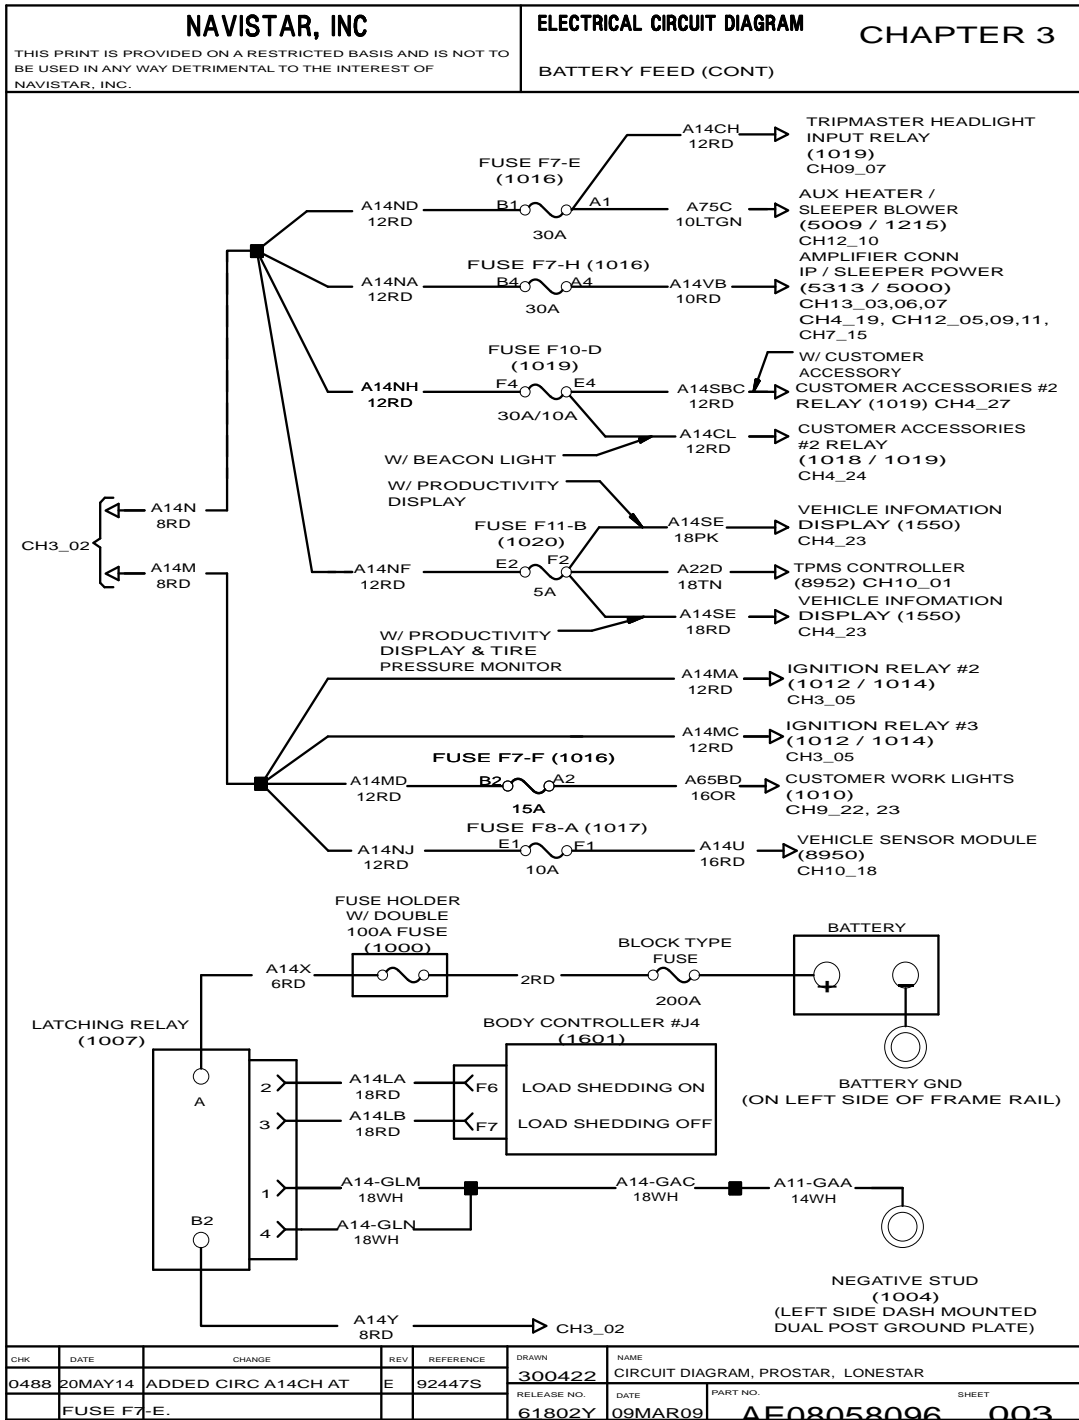 NAVISTAR, INC
THIS PRINT IS PROVIDED ON A RESTRICTED BASIS AND IS NOT TO
BE USED IN ANY WAY DETRIMENTAL TO THE INTEREST OF
NAVISTAR, INC.
ELECTRICAL CIRCUIT DIAGRAM
CHAPTER 3
BATTERY FEED (CONT)
A14CH
12RD
TRIPMASTER HEADLIGHT
INPUT RELAY
(1019)
CH09_07
FUSE F7-E
(1016)
A14ND
12RD
B1
A1
30A
A75C
10LTGN
AUX HEATER /
SLEEPER BLOWER
(5009 / 1215)
CH12_10
FUSE F7-H (1016)
A14NA
12RD
B4
A4
30A
A14VB
10RD
AMPLIFIER CONN
IP / SLEEPER POWER
(5313 / 5000)
CH13_03,06,07
CH4_19, CH12_05,09,11,
CH7_15
FUSE F10-D
(1019)
W/ CUSTOMER
ACCESSORY
A14NH
12RD
F4
E4
30A/10A
A14SBC
12RD
CUSTOMER ACCESSORIES #2
RELAY (1019) CH4_27
A14CL
12RD
CUSTOMER ACCESSORIES
#2 RELAY
(1018 / 1019)
CH4_24
W/ BEACON LIGHT
W/ PRODUCTIVITY
DISPLAY
CH3_02
A14N
8RD
A14M
8RD
FUSE F11-B
(1020)
A14SE
18PK
VEHICLE INFOMATION
DISPLAY (1550)
CH4_23
A14NF
12RD
E2
F2
5A
A22D
18TN
TPMS CONTROLLER
(8952) CH10_01
A14SE
18RD
VEHICLE INFOMATION
DISPLAY (1550)
CH4_23
W/ PRODUCTIVITY
DISPLAY & TIRE
PRESSURE MONITOR
A14MA
12RD
IGNITION RELAY #2
(1012 / 1014)
CH3_05
A14MC
12RD
IGNITION RELAY #3
(1012 / 1014)
CH3_05
FUSE F7-F (1016)
A14MD
12RD
B2
A2
15A
A65BD
16OR
CUSTOMER WORK LIGHTS
(1010)
CH9_22, 23
FUSE F8-A (1017)
A14NJ
12RD
E1
F1
10A
A14U
16RD
VEHICLE SENSOR MODULE
(8950)
CH10_18
FUSE HOLDER
W/ DOUBLE
100A FUSE
(1000)
A14X
6RD
2RD
BLOCK TYPE
FUSE
200A
BATTERY
+
−
BATTERY GND
(ON LEFT SIDE OF FRAME RAIL)
LATCHING RELAY
(1007)
A
B2
2
3
1
4
A14LA
18RD
A14LB
18RD
BODY CONTROLLER #J4
(1601)
F6
LOAD SHEDDING ON
F7
LOAD SHEDDING OFF
A14-GLM
18WH
A14-GLN
18WH
A14-GAC
18WH
A11-GAA
14WH
NEGATIVE STUD
(1004)
(LEFT SIDE DASH MOUNTED
DUAL POST GROUND PLATE)
A14Y
8RD
CH3_02
CHK DATE CHANGE REV REFERENCE
0488 20MAY14 ADDED CIRC A14CH AT E 92447S
FUSE F7-E.
DRAWN
300422
NAME
CIRCUIT DIAGRAM, PROSTAR, LONESTAR
RELEASE NO.
61802Y
DATE
09MAR09
PART NO.
AE08058096
SHEET
003